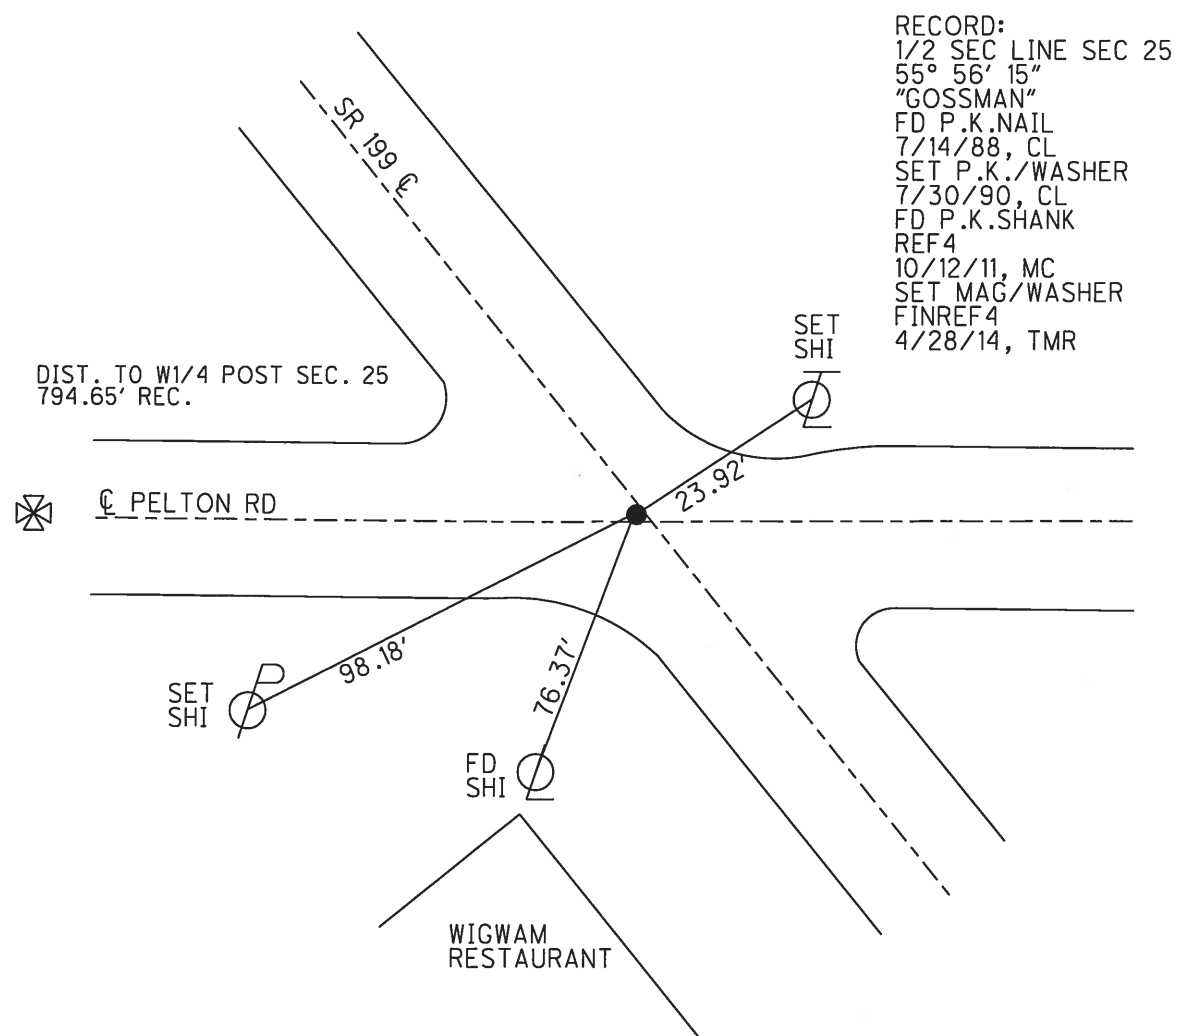 RECORD:
1/2 SEC LINE SEC 25
55° 56' 15"
"GOSSMAN"
FD P.K.NAIL
7/14/88, CL
SET P.K./WASHER
7/30/90, CL
FD P.K.SHANK
REF4
10/12/11, MC
SET MAG/WASHER
FINREF4
4/28/14, TMR
SR 199 ℄
SET
SHI
DIST. TO W1/4 POST SEC. 25
794.65' REC.
23.92'
℄ PELTON RD
98.18'
76.37'
SET
SHI
FD
SHI
WIGWAM
RESTAURANT